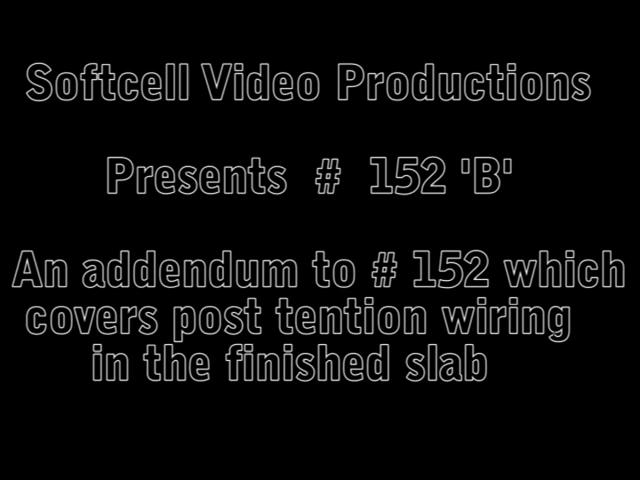 Softcell Video Productions
Presents # 152 'B'
An addendum to # 152 which
covers post tention wiring
in the finished slab